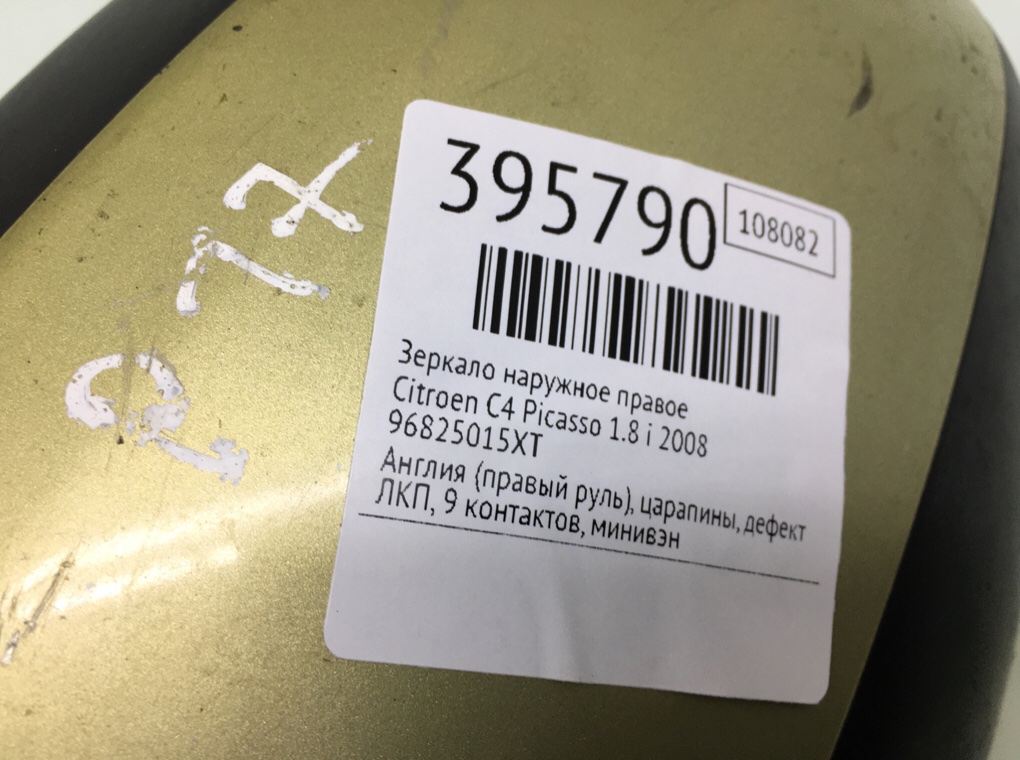 395790
108082
Зеркало наружное правое
Citroen C4 Picasso 1.8 i 2008
96825015XT
Англия (правый руль), царапины, дефект
ЛКП, 9 контактов, минивэн